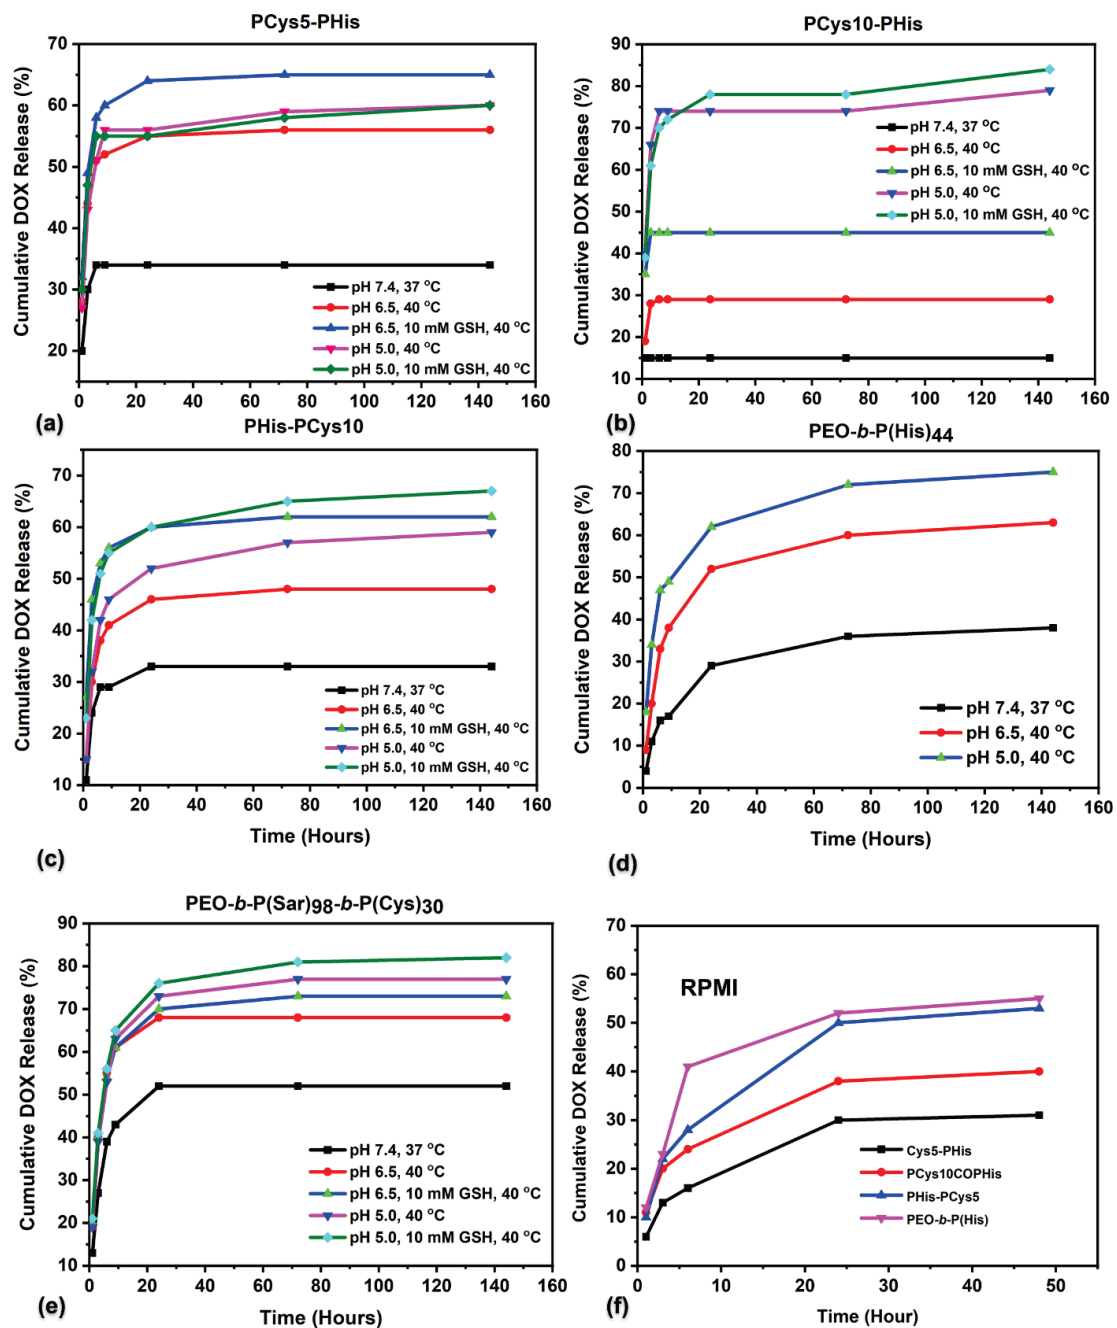 PCys5-PHis
Cumulative DOX Release (%)
70
60
50
40
30
20
0 20 40 60 80 100 120 140 160
pH 7.4, 37 °C
pH 6.5, 40 °C
pH 6.5, 10 mM GSH, 40 °C
pH 5.0, 40 °C
pH 5.0, 10 mM GSH, 40 °C
(a)
PCys10-PHis
Cumulative DOX Release (%)
90
80
70
60
50
40
30
20
10
0 20 40 60 80 100 120 140 160
pH 7.4, 37 °C
pH 6.5, 40 °C
pH 6.5, 10 mM GSH, 40 °C
pH 5.0, 40 °C
pH 5.0, 10 mM GSH, 40 °C
(b)
PHis-PCys10
Cumulative DOX Release (%)
70
60
50
40
30
20
10
0 20 40 60 80 100 120 140 160
pH 7.4, 37 °C
pH 6.5, 40 °C
pH 6.5, 10 mM GSH, 40 °C
pH 5.0, 40 °C
pH 5.0, 10 mM GSH, 40 °C
Time (Hours)
(c)
PEO-b-P(His)44
Cumulative DOX Release (%)
80
70
60
50
40
30
20
10
0
0 20 40 60 80 100 120 140 160
pH 7.4, 37 °C
pH 6.5, 40 °C
pH 5.0, 40 °C
Time (Hours)
(d)
PEO-b-P(Sar)98-b-P(Cys)30
Cumulative DOX Release (%)
90
80
70
60
50
40
30
20
10
0 20 40 60 80 100 120 140 160
pH 7.4, 37 °C
pH 6.5, 40 °C
pH 6.5, 10 mM GSH, 40 °C
pH 5.0, 40 °C
pH 5.0, 10 mM GSH, 40 °C
Time (Hours)
(e)
RPMI
Cumulative DOX Release (%)
70
60
50
40
30
20
10
0
0 10 20 30 40 50
Cys5-PHis
PCys10COPHis
PHis-PCys5
PEO-b-P(His)
Time (Hour)
(f)